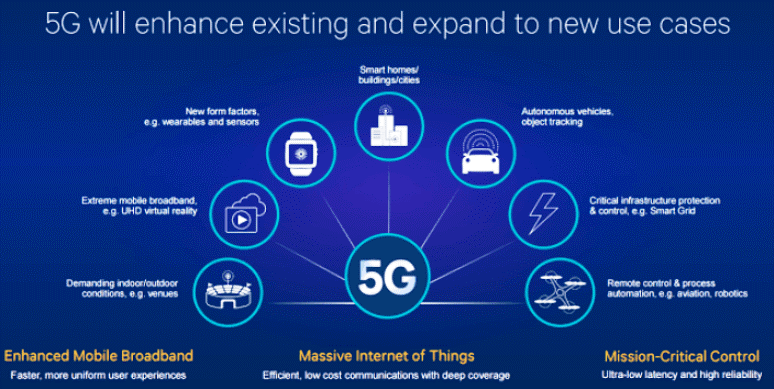 5G will enhance existing and expand to new use cases
Smart homes/
buildings/cities
New form factors,
e.g. wearables and sensors
Autonomous vehicles,
object tracking
Extreme mobile broadband,
e.g. UHD virtual reality
Critical infrastructure protection
& control, e.g. Smart Grid
Demanding indoor/outdoor
conditions, e.g. venues
5G
Remote control & process
automation, e.g. aviation, robotics
Enhanced Mobile Broadband
Faster, more uniform user experiences
Massive Internet of Things
Efficient, low cost communications with deep coverage
Mission-Critical Control
Ultra-low latency and high reliability